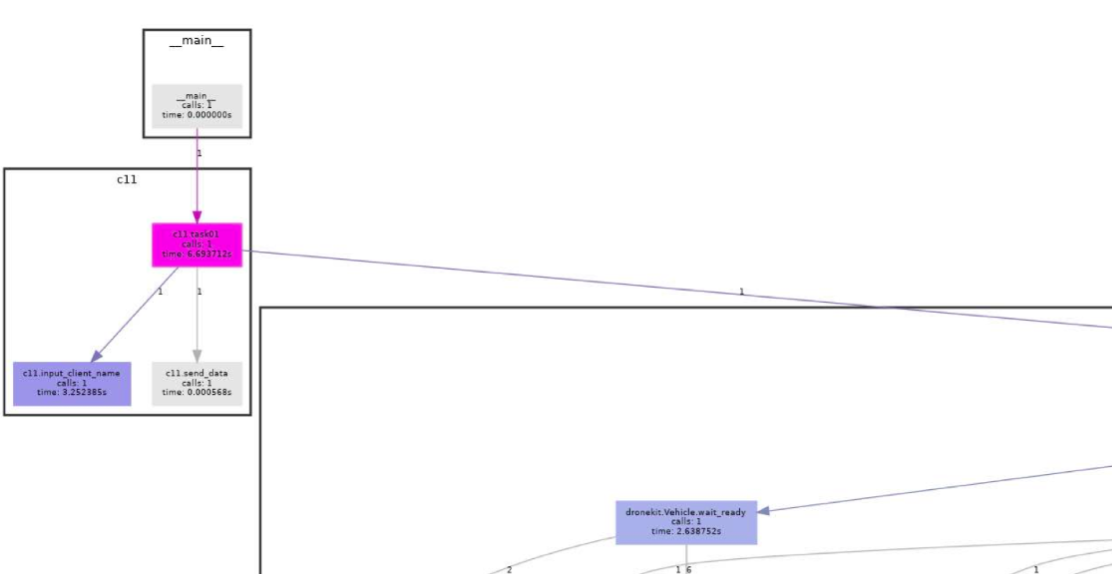 __main__
__main__
calls: 1
time: 0.000000s
1
c11
c11.task01
calls: 1
time: 6.693712s
1
1
1
c11.input_client_name
calls: 1
time: 3.252385s
c11.send_data
calls: 1
time: 0.000568s
dronekit.Vehicle.wait_ready
calls: 1
time: 2.638752s
2
1 6
1